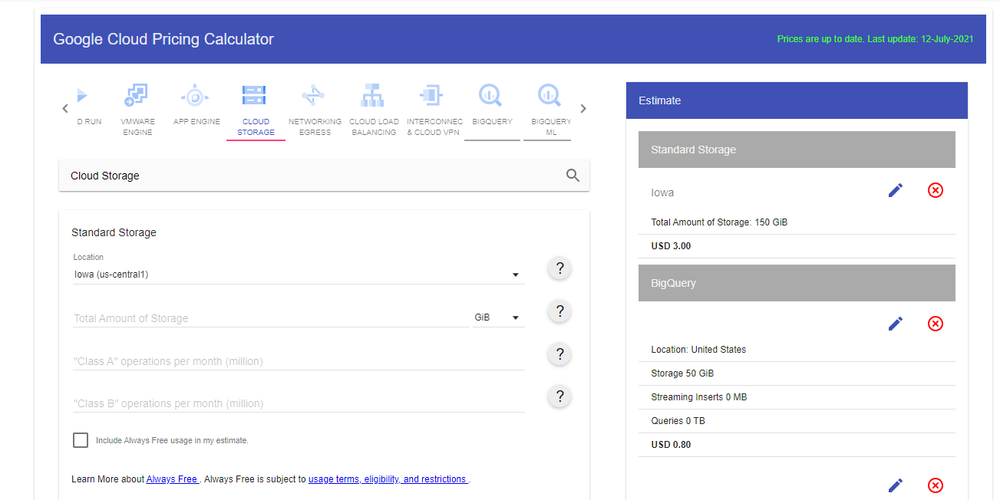 Google Cloud Pricing Calculator
Prices are up to date. Last update: 12-July-2021
D RUN
VMWARE
ENGINE
APP ENGINE
CLOUD
STORAGE
NETWORKING
EGRESS
CLOUD LOAD
BALANCING
INTERCONNEC
& CLOUD VPN
BIGQUERY
BIGQUERY
ML
Cloud Storage
Standard Storage
Location
Iowa (us-central1)
?
Total Amount of Storage
GiB
?
"Class A" operations per month (million)
?
"Class B" operations per month (million)
?
Include Always Free usage in my estimate.
Learn More about Always Free . Always Free is subject to usage terms, eligibility, and restrictions .
Estimate
Standard Storage
Iowa
Total Amount of Storage: 150 GiB
USD 3.00
BigQuery
Location: United States
Storage 50 GiB
Streaming Inserts 0 MB
Queries 0 TB
USD 0.80